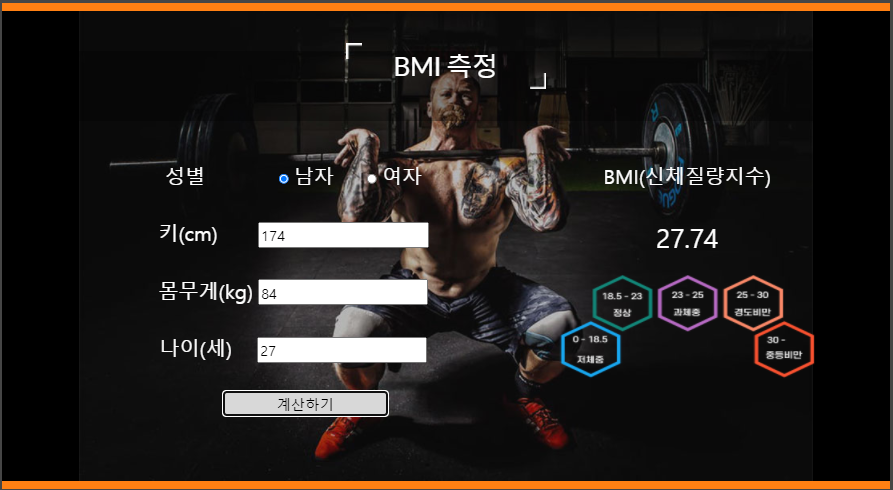 BMI 측정
성별 남자 여자
키(cm) 174
몸무게(kg) 84
나이(세) 27
계산하기
BMI(신체질량지수)
27.74
18.5 - 23
정상
23 - 25
과체중
25 - 30
경도비만
0 - 18.5
저체중
30 -
중등비만